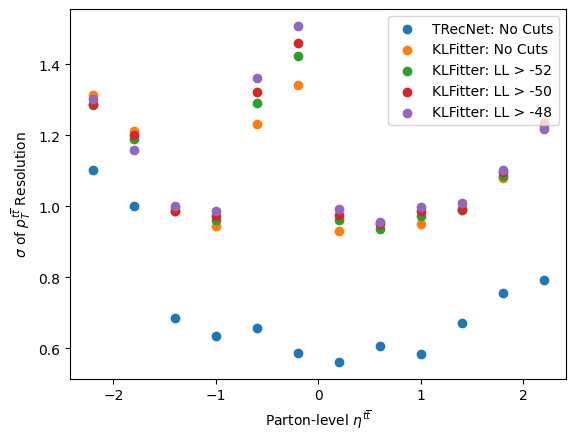 TRecNet: No Cuts
KLFitter: No Cuts
KLFitter: LL > -52
KLFitter: LL > -50
KLFitter: LL > -48
1.4
1.2
1.0
0.8
0.6
σ of p_T^{tt̅} Resolution
−2 −1 0 1 2
Parton-level η^{tt̅}